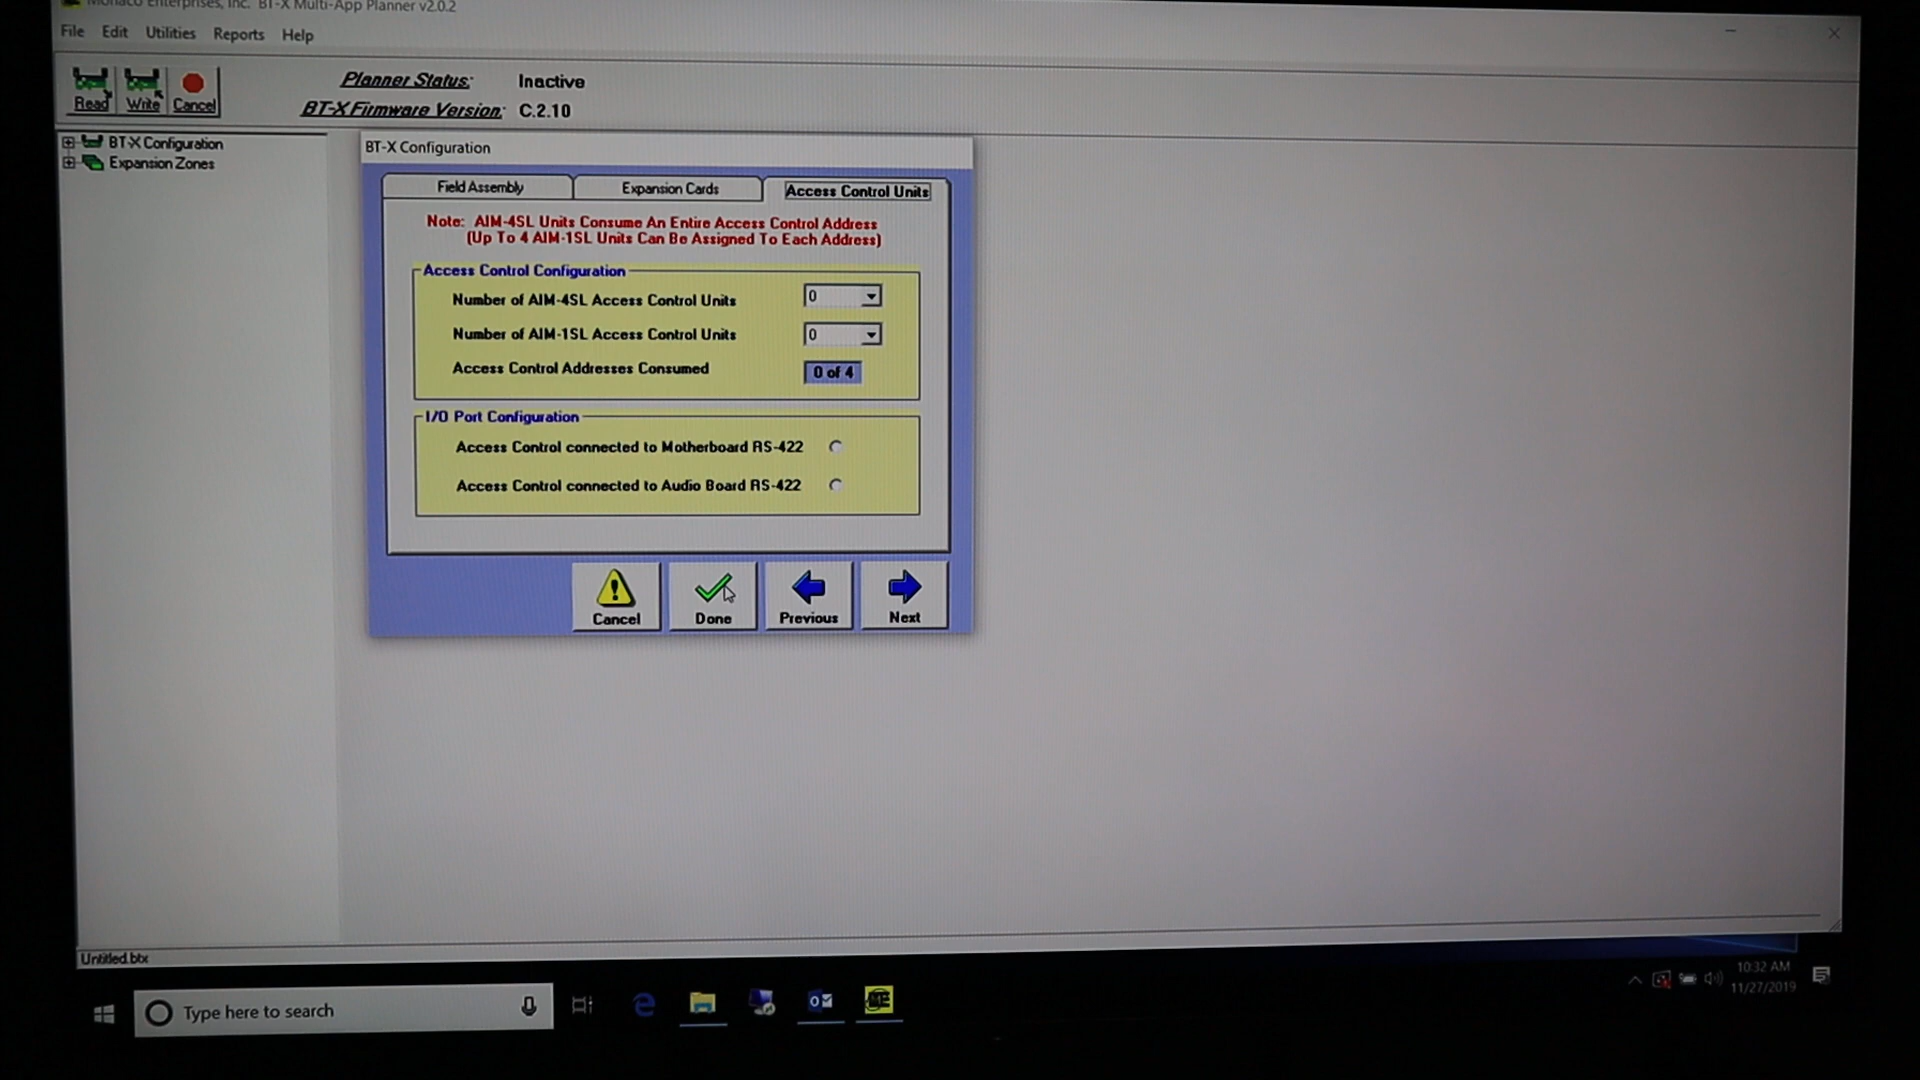 Monaco Enterprises, Inc. BT-X Multi-App Planner v2.0.2
File Edit Utilities Reports Help
Read Write Cancel
Planner Status: Inactive
BT-X Firmware Version: C.2.10
BT-X Configuration
Expansion Zones
BT-X Configuration
Field Assembly Expansion Cards Access Control Units
Note: AIM-4SL Units Consume An Entire Access Control Address
(Up To 4 AIM-1SL Units Can Be Assigned To Each Address)
Access Control Configuration
Number of AIM-4SL Access Control Units 0
Number of AIM-1SL Access Control Units 0
Access Control Addresses Consumed 0 of 4
I/O Port Configuration
Access Control connected to Motherboard RS-422
Access Control connected to Audio Board RS-422
Cancel Done Previous Next
Untitled.btx
Type here to search
10:32 AM
11/27/2019